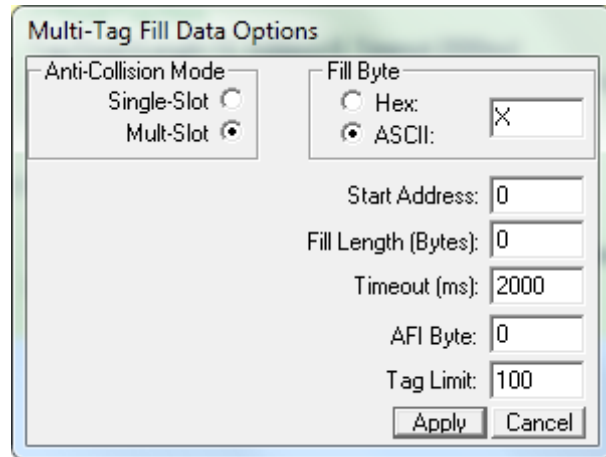 Multi-Tag Fill Data Options
Anti-Collision Mode
Single-Slot
Mult-Slot
Fill Byte
Hex:
ASCII:
X
Start Address: 0
Fill Length (Bytes): 0
Timeout (ms): 2000
AFI Byte: 0
Tag Limit: 100
Apply Cancel